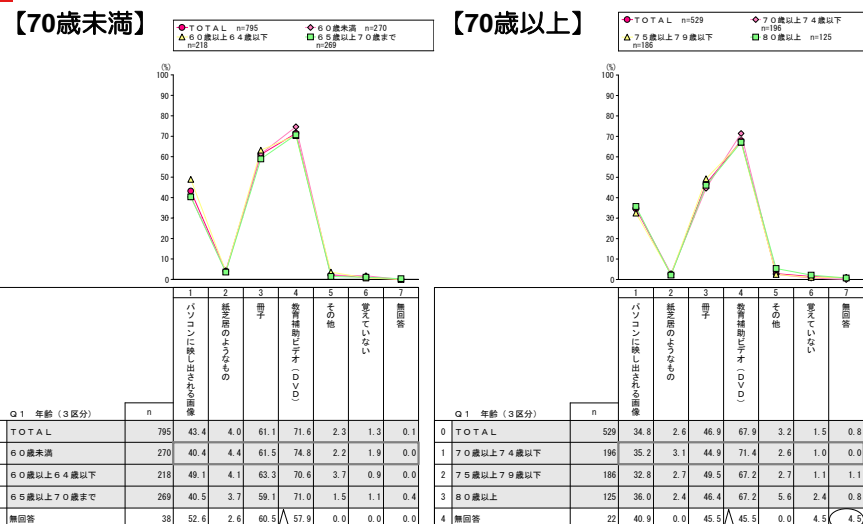 【70歳未満】
TOTAL n=795
60歳未満 n=270
60歳以上64歳以下 n=218
65歳以上70歳まで n=269
(%)
100
90
80
70
60
50
40
30
20
10
0
1 2 3 4 5 6 7
パソコンに映し出される画像
紙芝居のようなもの
冊子
教育補助ビデオ(DVD)
その他
覚えていない
無回答
Q1 年齢(3区分) n
TOTAL 795 43.4 4.0 61.1 71.6 2.3 1.3 0.1
60歳未満 270 40.4 4.4 61.5 74.8 2.2 1.9 0.0
60歳以上64歳以下 218 49.1 4.1 63.3 70.6 3.7 0.9 0.0
65歳以上70歳まで 269 40.5 3.7 59.1 71.0 1.5 1.1 0.4
無回答 38 52.6 2.6 60.5 57.9 0.0 0.0 0.0
【70歳以上】
TOTAL n=529
70歳以上74歳以下 n=196
75歳以上79歳以下 n=186
80歳以上 n=125
(%)
100
90
80
70
60
50
40
30
20
10
0
1 2 3 4 5 6 7
パソコンに映し出される画像
紙芝居のようなもの
冊子
教育補助ビデオ(DVD)
その他
覚えていない
無回答
Q1 年齢(3区分) n
0 TOTAL 529 34.8 2.6 46.9 67.9 3.2 1.5 0.8
1 70歳以上74歳以下 196 35.2 3.1 44.9 71.4 2.6 1.0 0.0
2 75歳以上79歳以下 186 32.8 2.7 49.5 67.2 2.7 1.1 1.1
3 80歳以上 125 36.0 2.4 46.4 67.2 5.6 2.4 0.8
4 無回答 22 40.9 0.0 45.5 45.5 0.0 4.5 4.5